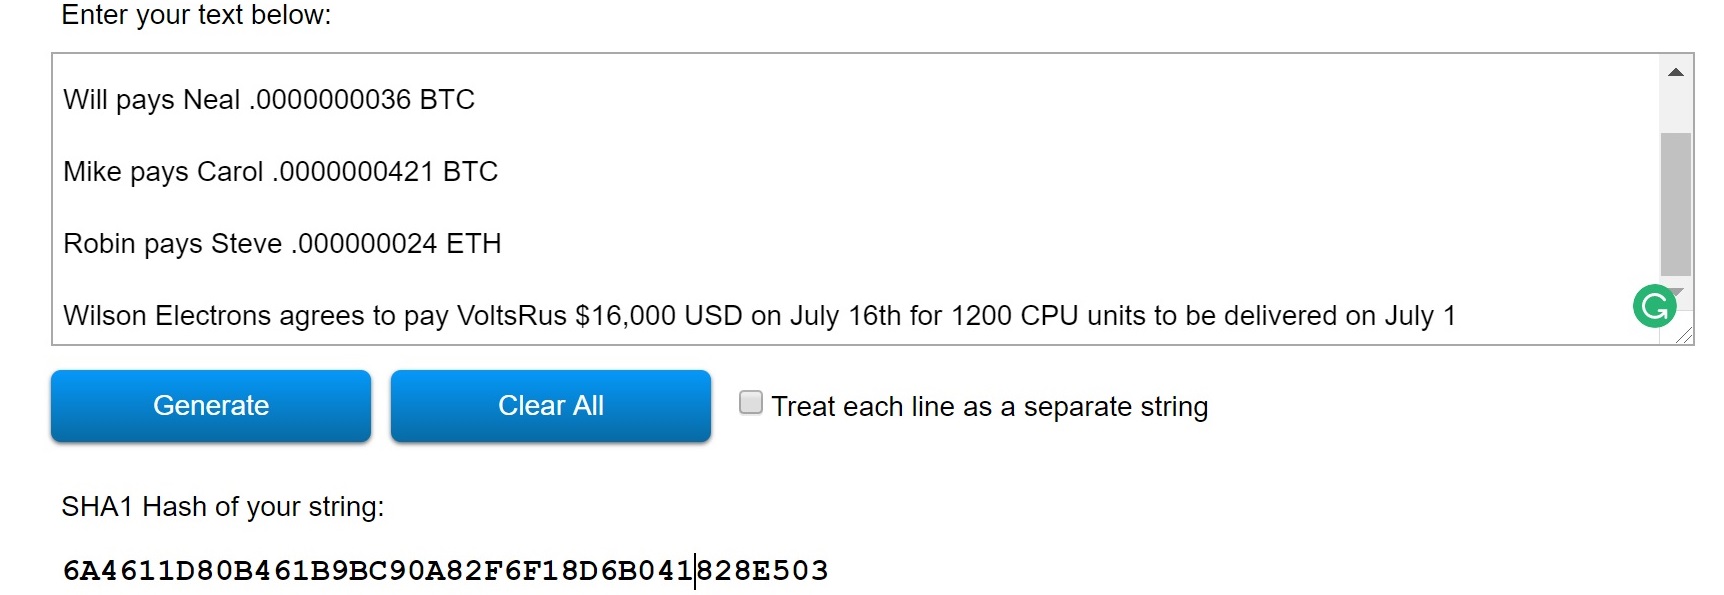 Enter your text below:
Will pays Neal .0000000036 BTC
Mike pays Carol .0000000421 BTC
Robin pays Steve .000000024 ETH
Wilson Electrons agrees to pay VoltsRus $16,000 USD on July 16th for 1200 CPU units to be delivered on July 1
Generate
Clear All
Treat each line as a separate string
SHA1 Hash of your string:
6A4611D80B461B9BC90A82F6F18D6B041828E503